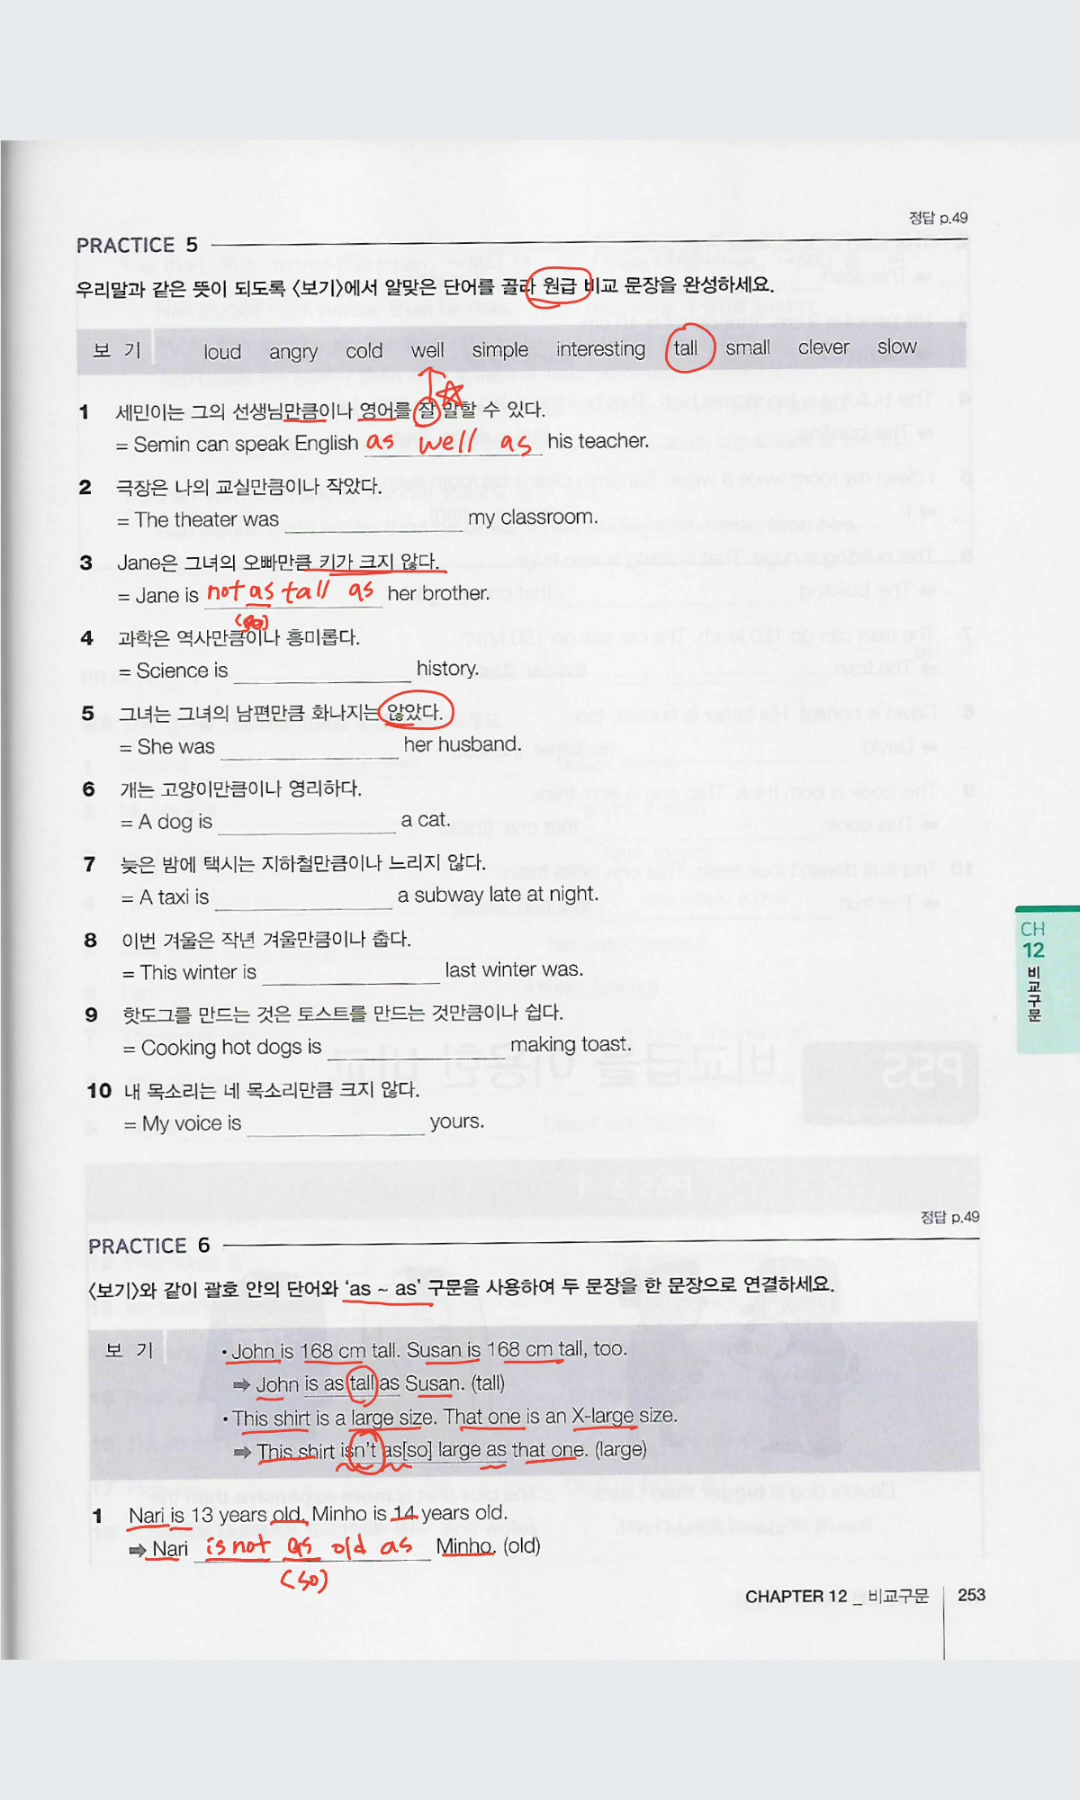 정답 p.49
PRACTICE 5
우리말과 같은 뜻이 되도록 〈보기〉에서 알맞은 단어를 골라 원급 비교 문장을 완성하세요.
보 기 loud angry cold well simple interesting tall small clever slow
1 세민이는 그의 선생님만큼이나 영어를 잘 말할 수 있다.
= Semin can speak English as well as his teacher.
2 극장은 나의 교실만큼이나 작았다.
= The theater was ____ my classroom.
3 Jane은 그녀의 오빠만큼 키가 크지 않다.
= Jane is not as tall as her brother.
(so)
4 과학은 역사만큼이나 흥미롭다.
= Science is ____ history.
5 그녀는 그녀의 남편만큼 화나지는 않았다.
= She was ____ her husband.
6 개는 고양이만큼이나 영리하다.
= A dog is ____ a cat.
7 늦은 밤에 택시는 지하철만큼이나 느리지 않다.
= A taxi is ____ a subway late at night.
8 이번 겨울은 작년 겨울만큼이나 춥다.
= This winter is ____ last winter was.
9 핫도그를 만드는 것은 토스트를 만드는 것만큼이나 쉽다.
= Cooking hot dogs is ____ making toast.
10 내 목소리는 네 목소리만큼 크지 않다.
= My voice is ____ yours.
정답 p.49
PRACTICE 6
〈보기〉와 같이 괄호 안의 단어와 ‘as ~ as’ 구문을 사용하여 두 문장을 한 문장으로 연결하세요.
보 기 • John is 168 cm tall. Susan is 168 cm tall, too.
➡ John is as tall as Susan. (tall)
• This shirt is a large size. That one is an X-large size.
➡ This shirt isn't as[so] large as that one. (large)
1 Nari is 13 years old. Minho is 14 years old.
➡ Nari is not as old as Minho. (old)
(so)
CH
12
비교구문
CHAPTER 12 _ 비교구문 253